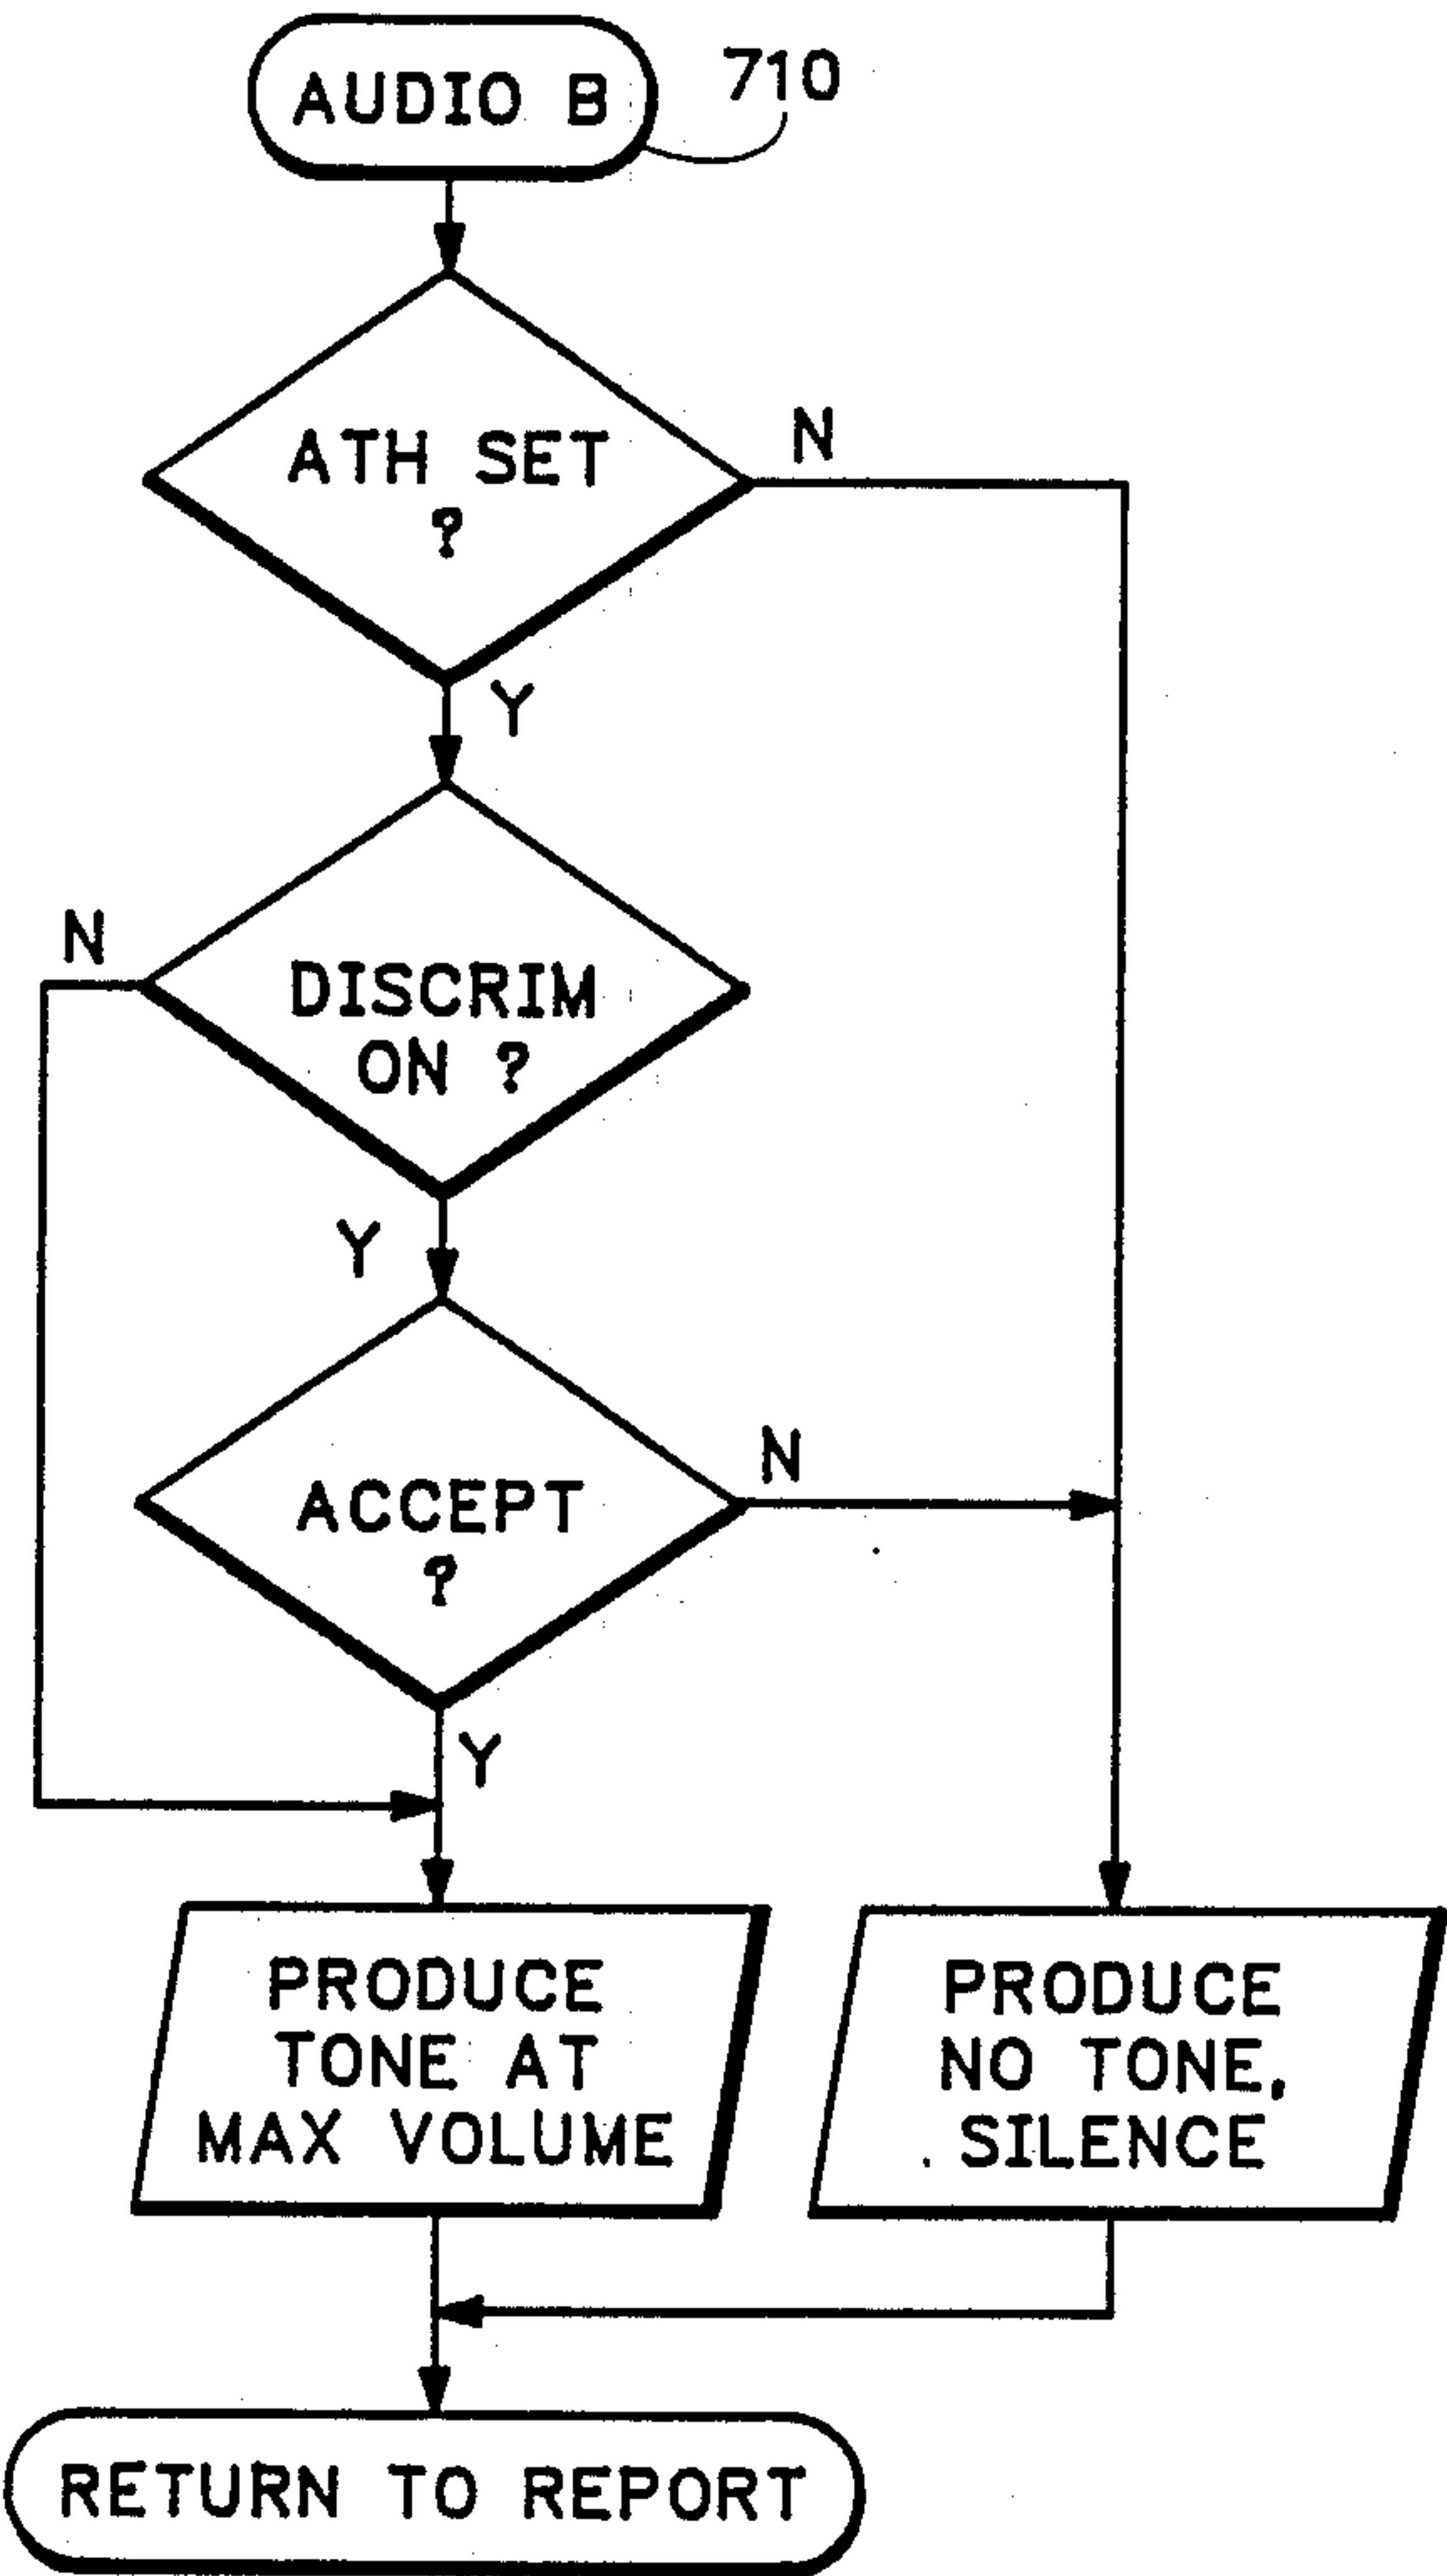 AUDIO B
710
ATH SET
?
N
Y
DISCRIM
ON ?
N
Y
ACCEPT
?
N
Y
PRODUCE
TONE AT
MAX VOLUME
PRODUCE
NO TONE,
SILENCE
RETURN TO REPORT